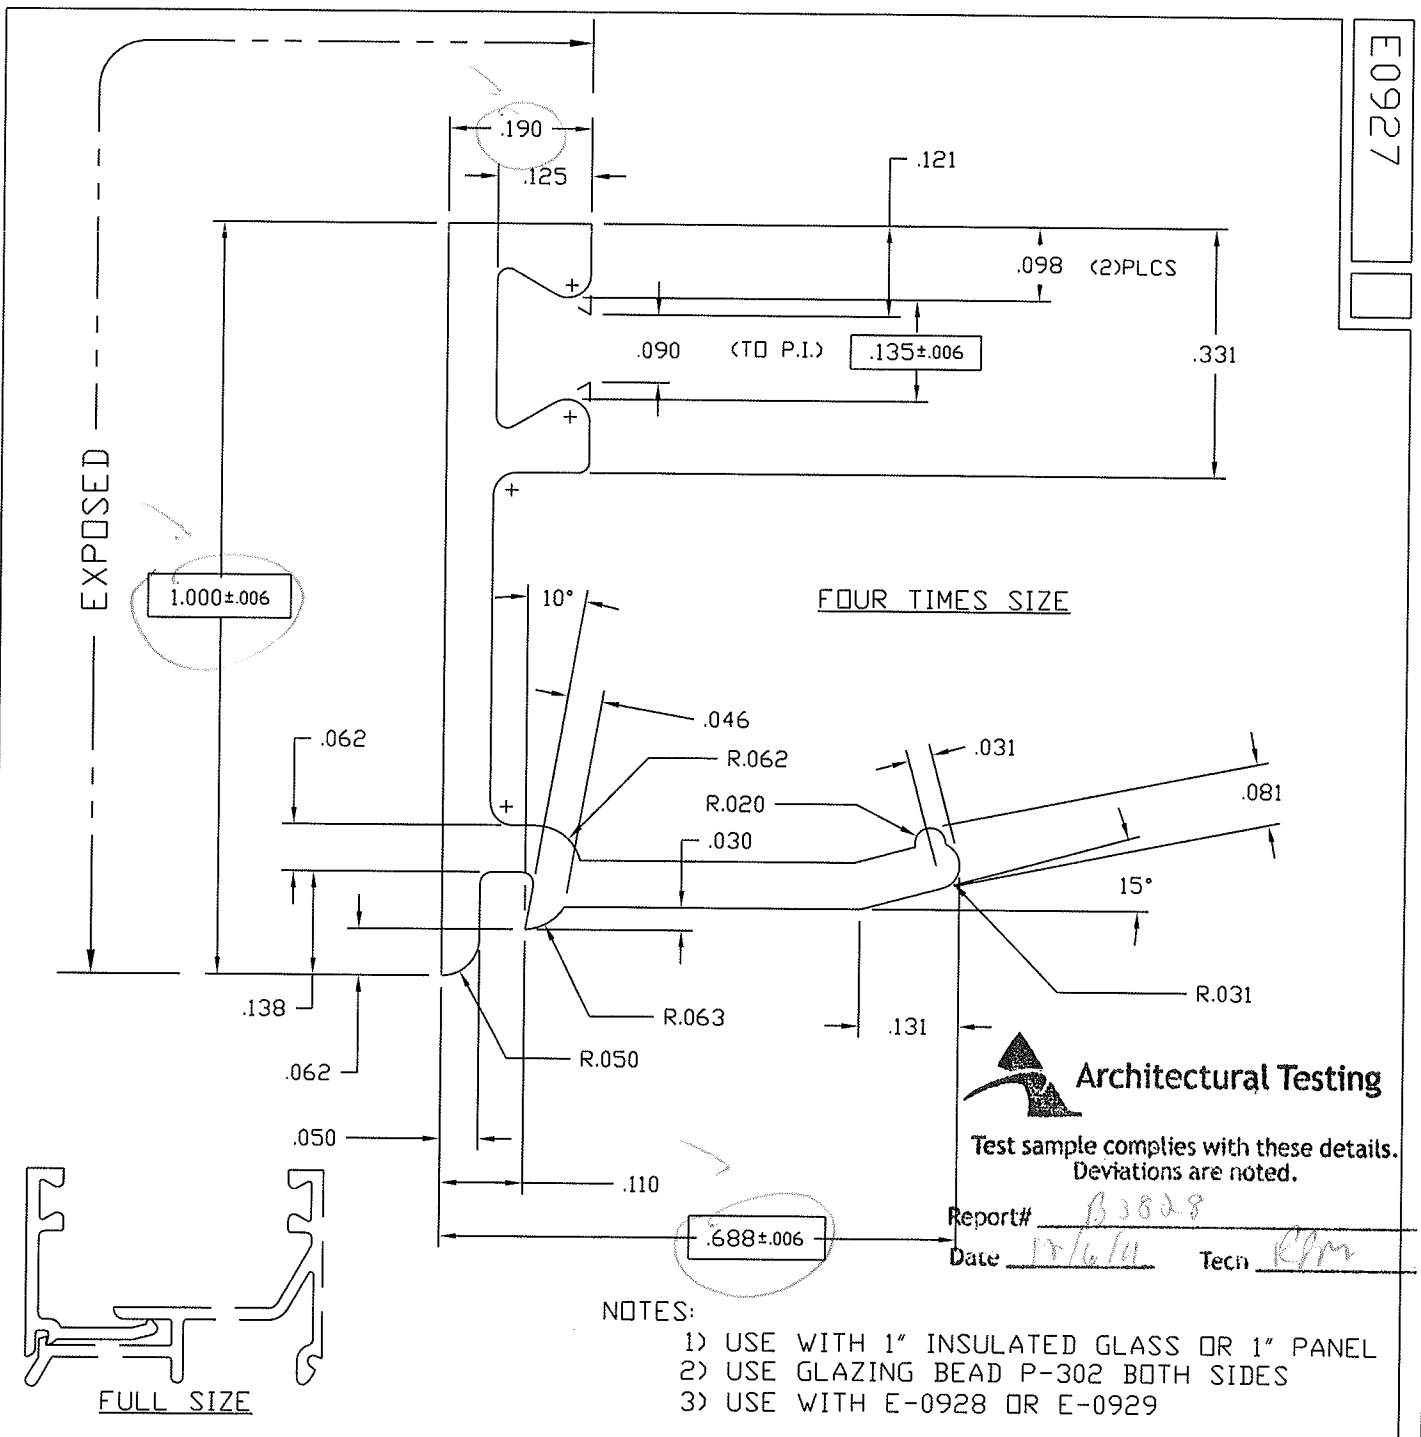 E0927
.190
.125
.121
.098 (2)PLCS
.090 (TO P.I.) .135±.006
.331
EXPOSED
1.000±.006
10°
FOUR TIMES SIZE
.046
.062
R.062
.031
R.020
.081
.030
15°
.138
R.063
R.031
.131
.062
R.050
.050
.110
.688±.006
Architectural Testing
Test sample complies with these details.
Deviations are noted.
Report# B3828
Date 12/6/11 Tech
FULL SIZE
NOTES:
1) USE WITH 1″ INSULATED GLASS OR 1″ PANEL
2) USE GLAZING BEAD P-302 BOTH SIDES
3) USE WITH E-0928 OR E-0929